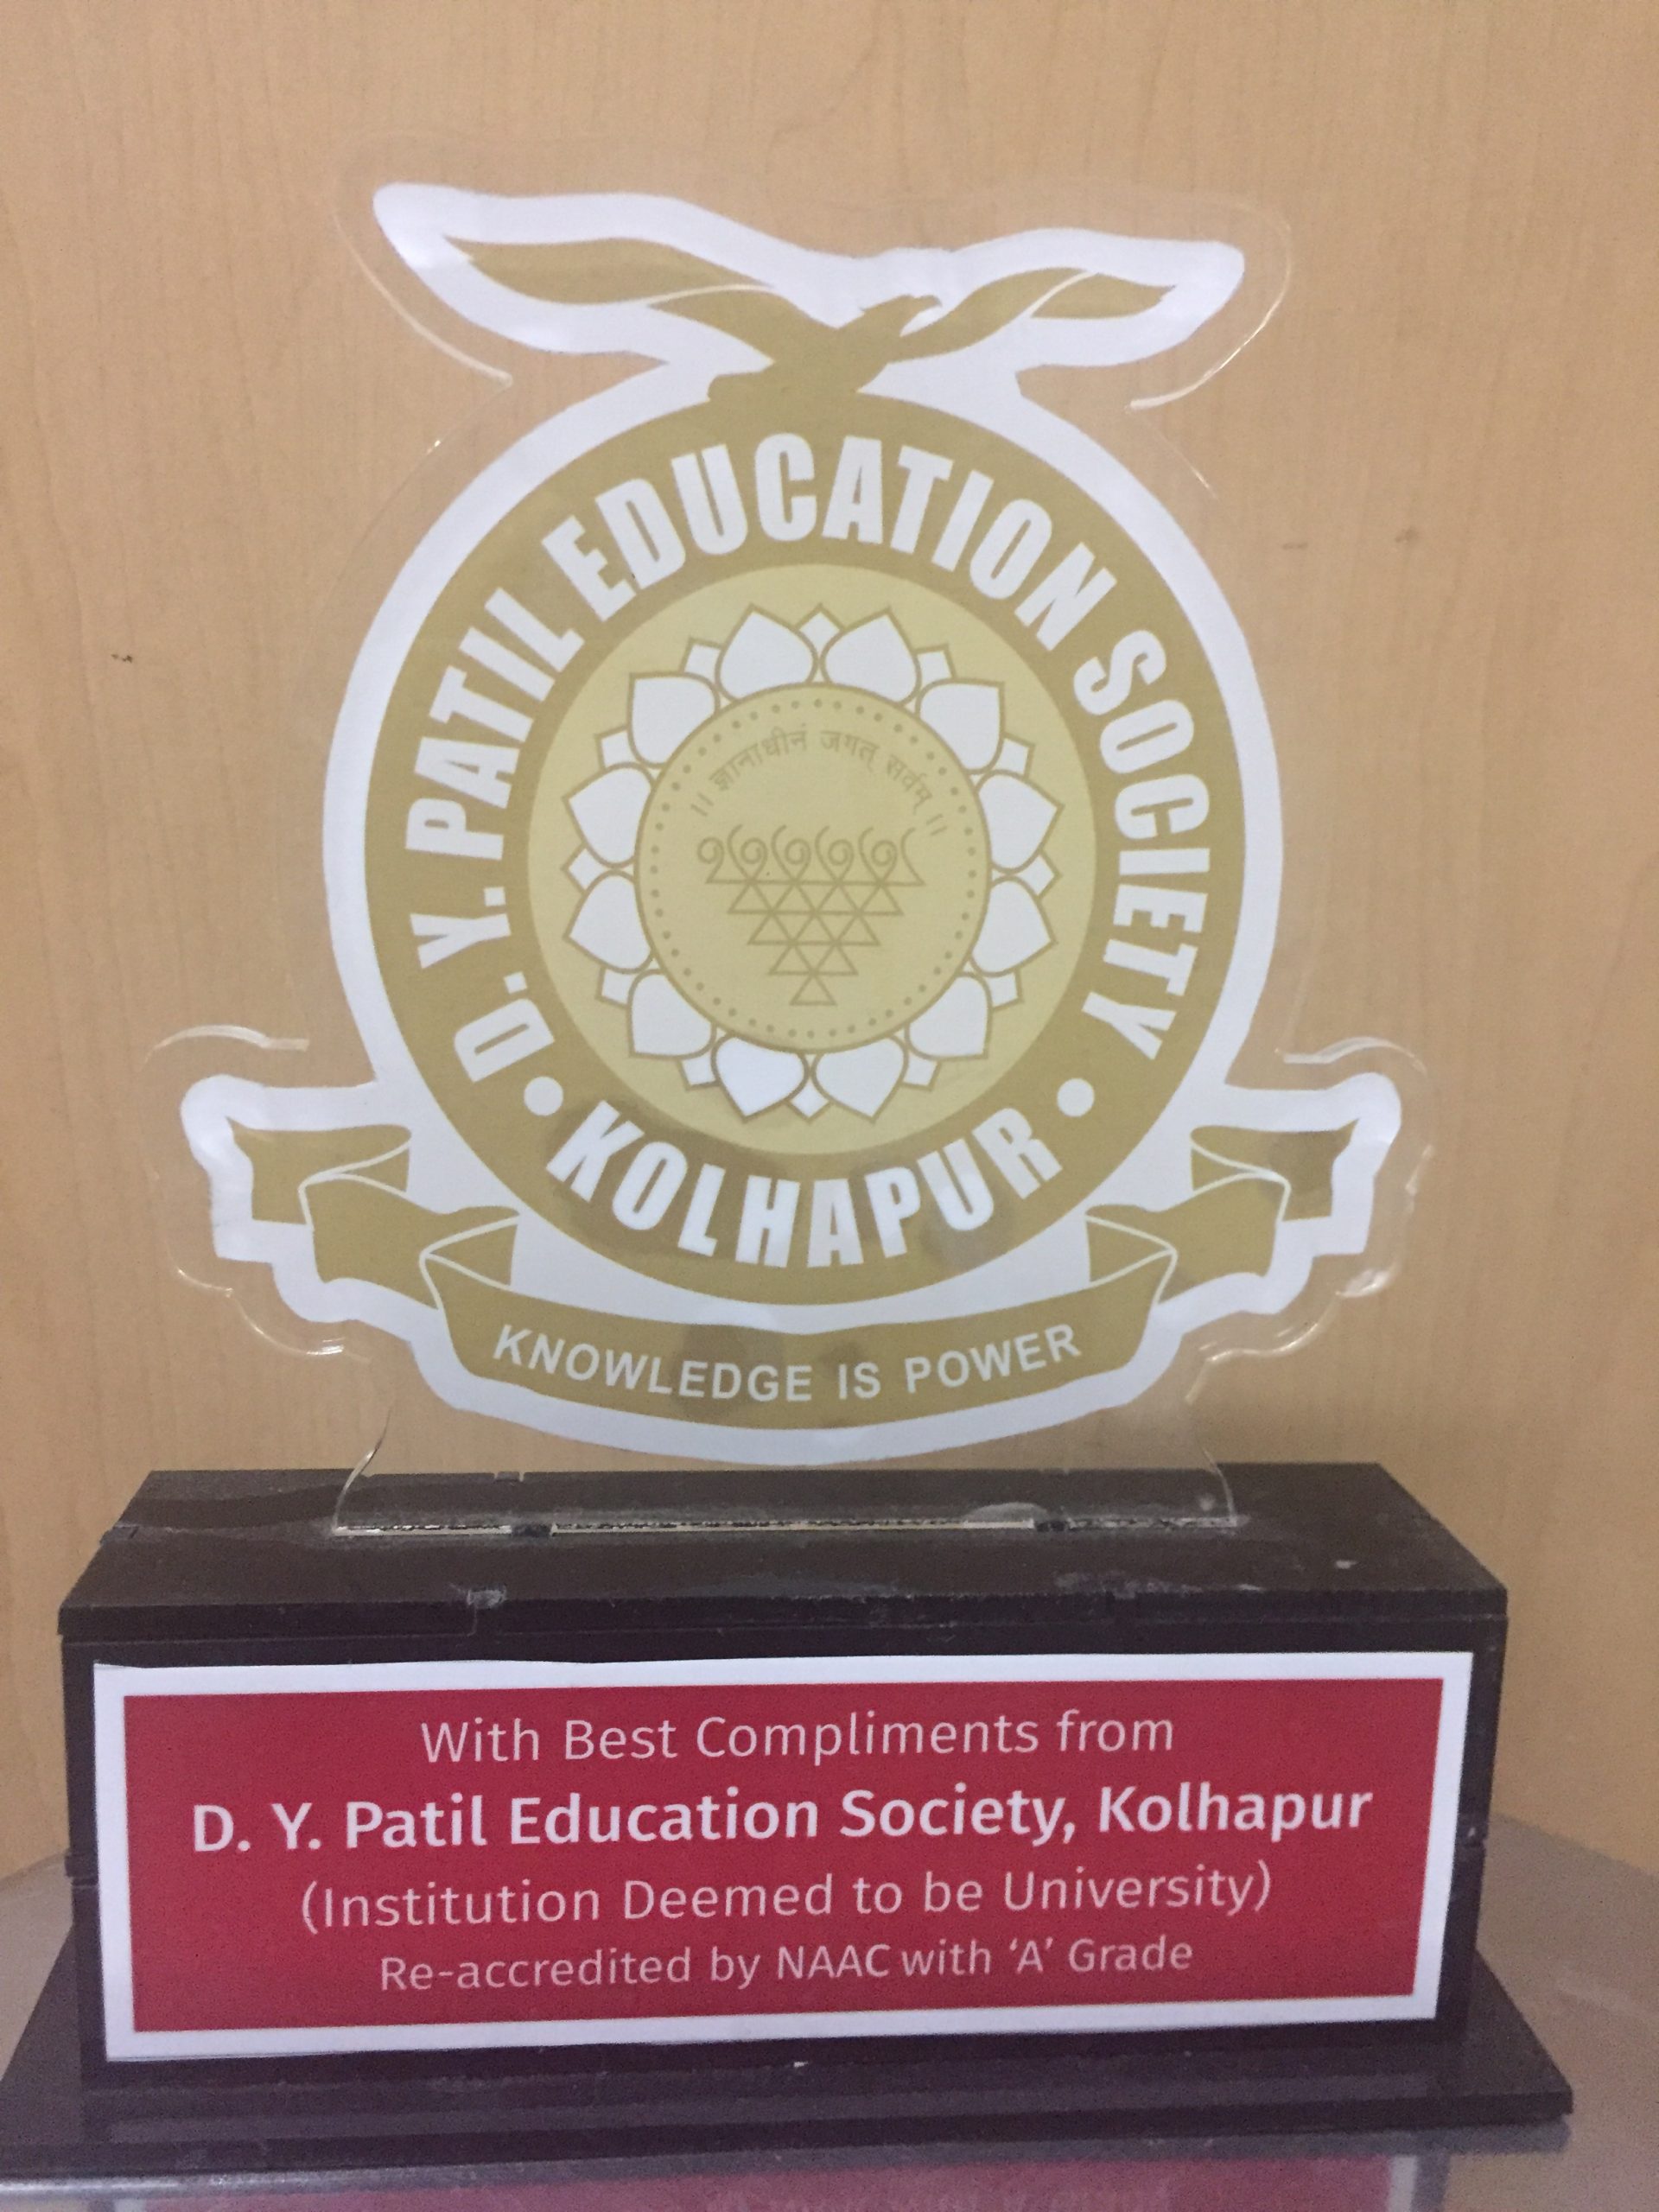 D. Y. PATIL EDUCATION SOCIETY
• KOLHAPUR •
।। ज्ञानाधीनं जगत् सर्वम् ।।
KNOWLEDGE IS POWER
With Best Compliments from
D. Y. Patil Education Society, Kolhapur
(Institution Deemed to be University)
Re-accredited by NAAC with ‘A’ Grade